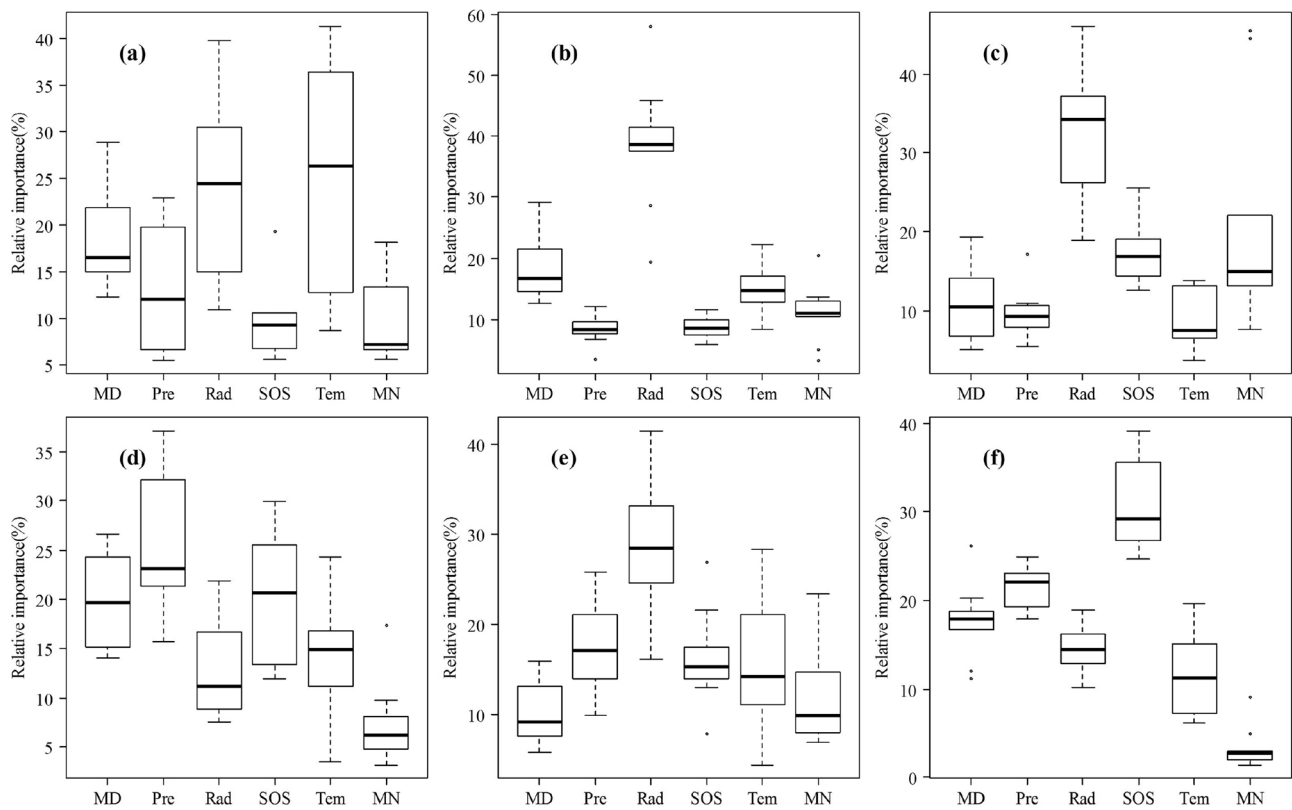 (a)
Relative importance(%)
40
35
30
25
20
15
10
5
MD Pre Rad SOS Tem MN
(b)
Relative importance(%)
60
50
40
30
20
10
MD Pre Rad SOS Tem MN
(c)
Relative importance(%)
40
30
20
10
MD Pre Rad SOS Tem MN
(d)
Relative importance(%)
35
30
25
20
15
10
5
MD Pre Rad SOS Tem MN
(e)
Relative importance(%)
40
30
20
10
MD Pre Rad SOS Tem MN
(f)
Relative importance(%)
40
30
20
10
0
MD Pre Rad SOS Tem MN